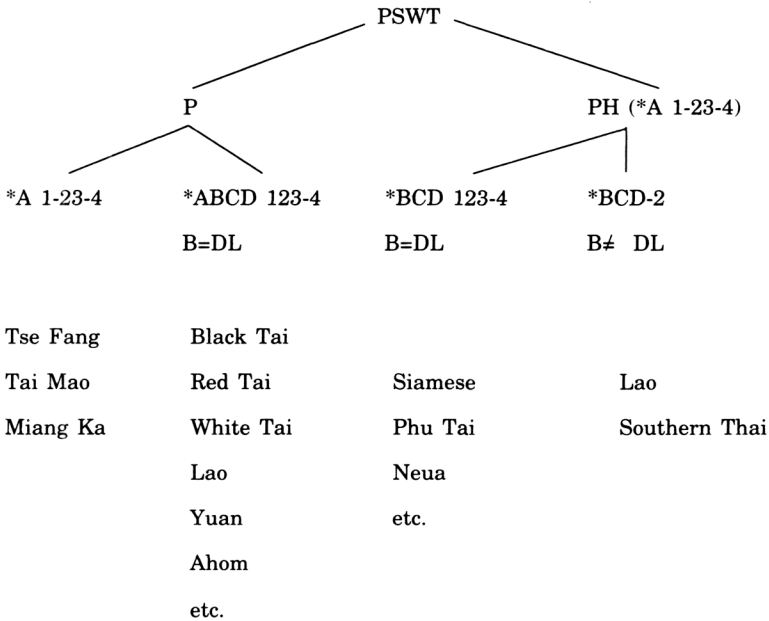 PSWT
P PH (*A 1-23-4)
*A 1-23-4 *ABCD 123-4 *BCD 123-4 *BCD-2
B=DL B=DL B≠ DL
Tse Fang Black Tai
Tai Mao Red Tai Siamese Lao
Miang Ka White Tai Phu Tai Southern Thai
Lao Neua
Yuan etc.
Ahom
etc.